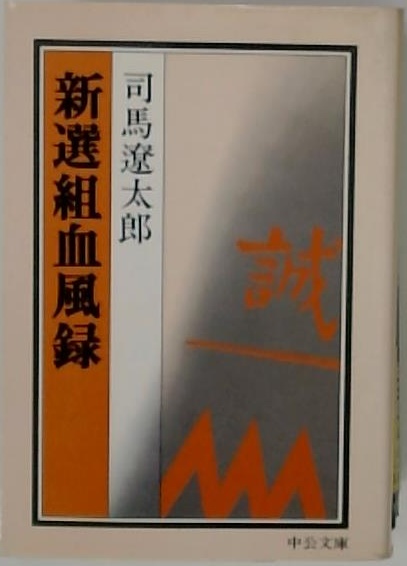 新選組血風録
司馬遼太郎
誠
中公文庫